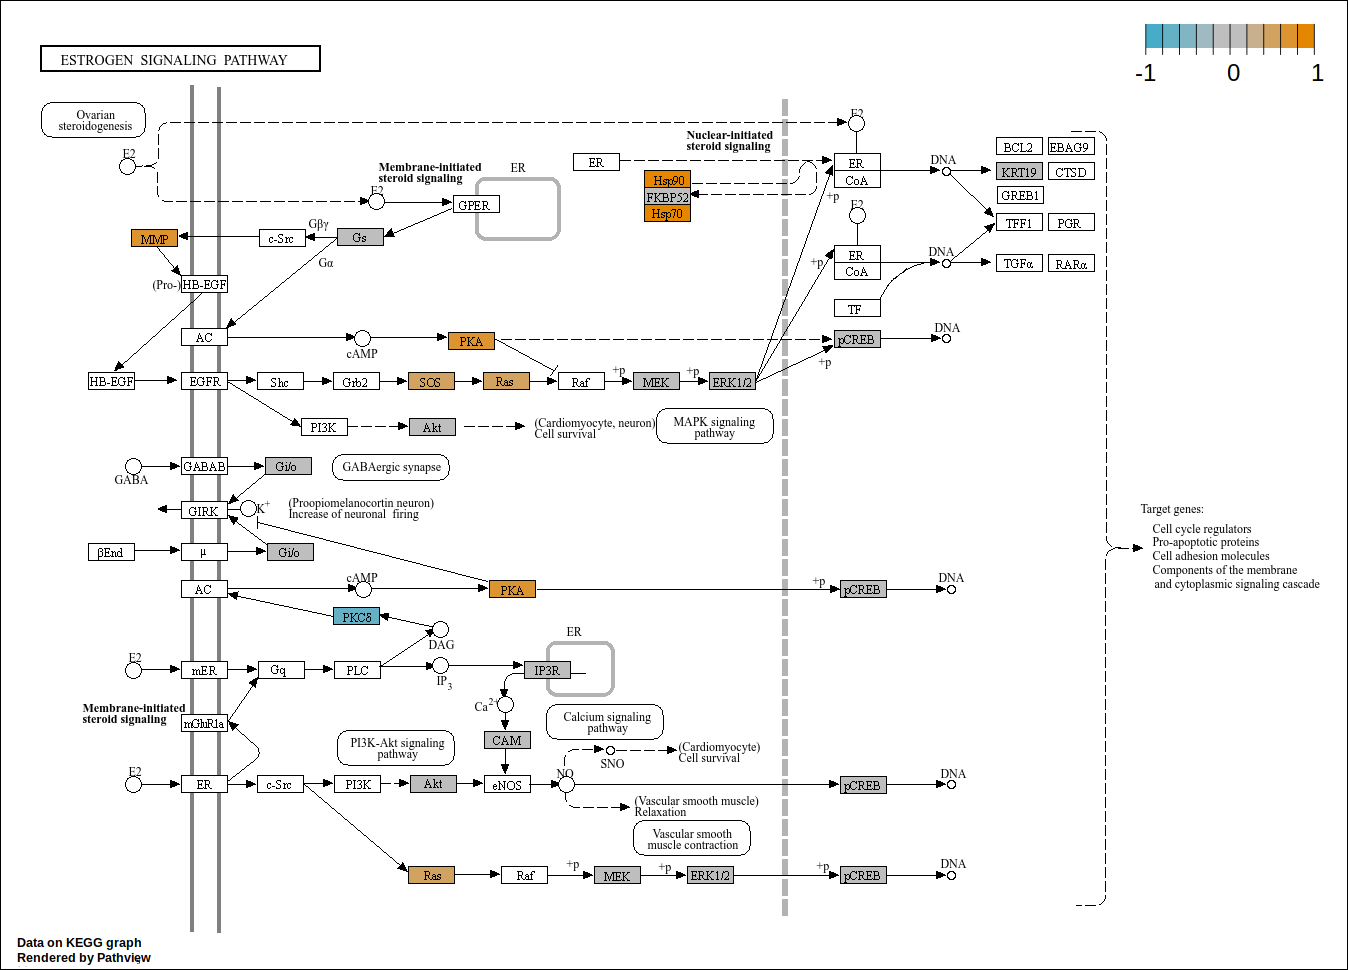 ESTROGEN SIGNALING PATHWAY
-1 0 1
Ovarian
steroidogenesis
E2
E2
Nuclear-initiated
steroid signaling
Membrane-initiated
steroid signaling
ER
ER
ER
CoA
DNA
BCL2 EBAG9
KRT19 CTSD
GREB1
Hsp90
FKBP52
Hsp70
E2
GPER
+p
E2
TFF1 PGR
Gβγ
MMP c-Src Gs
Gα
ER
CoA
+p
DNA
TGFα RARα
(Pro-) HB-EGF
TF
AC
cAMP
PKA
pCREB
DNA
+p
HB-EGF EGFR Shc Grb2 SOS Ras Raf +p MEK +p ERK1/2
PI3K Akt
(Cardiomyocyte, neuron)
Cell survival
MAPK signaling
pathway
GABA
GABAB Gi/o
GABAergic synapse
GIRK K+
(Propiomelanocortin neuron)
Increase of neuronal firing
βEnd μ Gi/o
Target genes:
Cell cycle regulators
Pro-apoptotic proteins
Cell adhesion molecules
Components of the membrane
and cytoplasmic signaling cascade
AC cAMP PKA +p pCREB DNA
PKCδ
DAG
E2
mER Gq PLC
IP3
ER
IP3R
Ca2+
Membrane-initiated
steroid signaling
mGluR1a
PI3K-Akt signaling
pathway
CAM
Calcium signaling
pathway
SNO
(Cardiomyocyte)
Cell survival
E2
ER c-Src PI3K Akt eNOS NO pCREB DNA
(Vascular smooth muscle)
Relaxation
Vascular smooth
muscle contraction
Ras Raf +p MEK +p ERK1/2 +p pCREB DNA
Data on KEGG graph
Rendered by Pathview